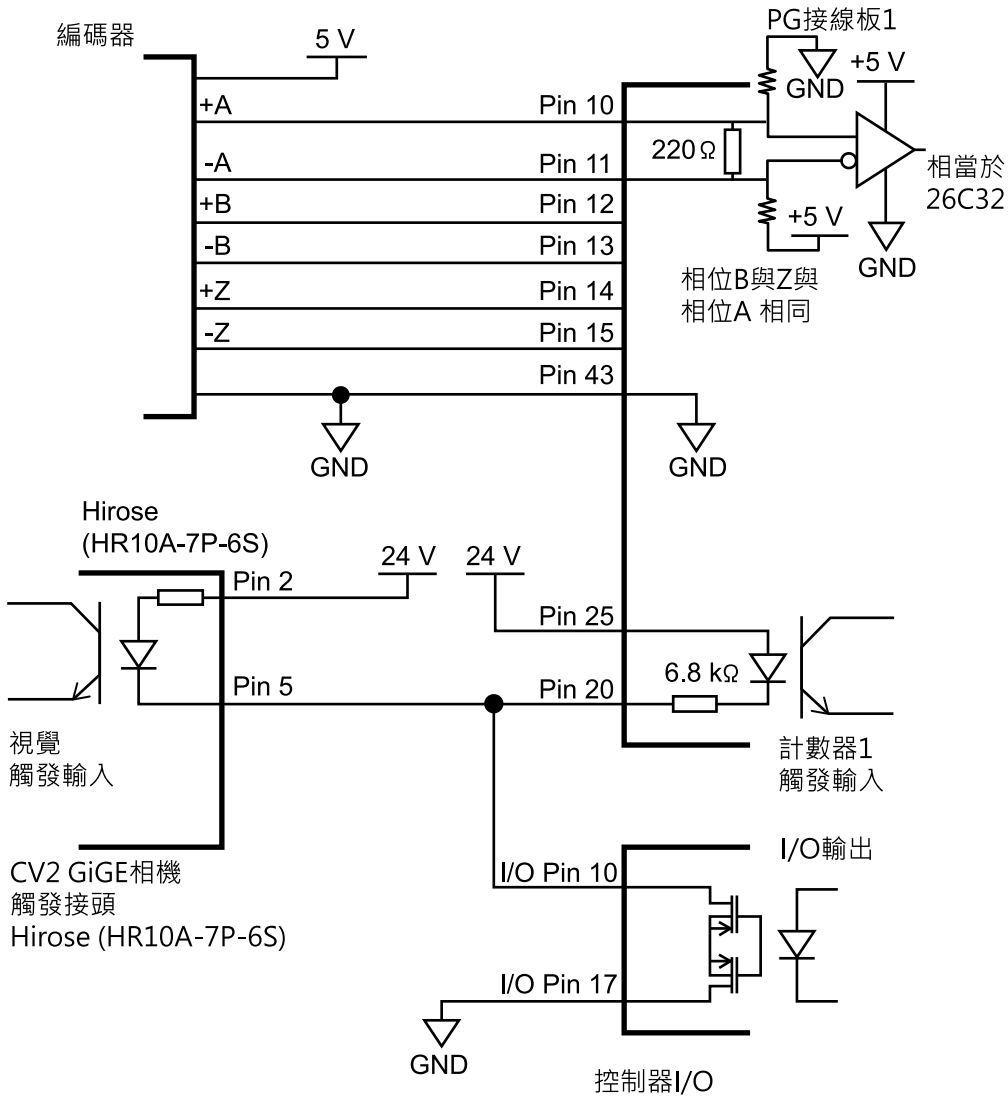 PG接線板1
編碼器
5 V
+5 V
GND
+A
Pin 10
-A
Pin 11
220 Ω
相當於
26C32
+B
Pin 12
+5 V
-B
Pin 13
GND
+Z
Pin 14
相位B與Z與
相位A 相同
-Z
Pin 15
Pin 43
GND
GND
Hirose
(HR10A-7P-6S)
24 V
24 V
Pin 2
Pin 25
6.8 kΩ
Pin 5
Pin 20
視覺
觸發輸入
計數器1
觸發輸入
I/O輸出
CV2 GiGE相機
觸發接頭
Hirose (HR10A-7P-6S)
I/O Pin 10
I/O Pin 17
GND
控制器I/O